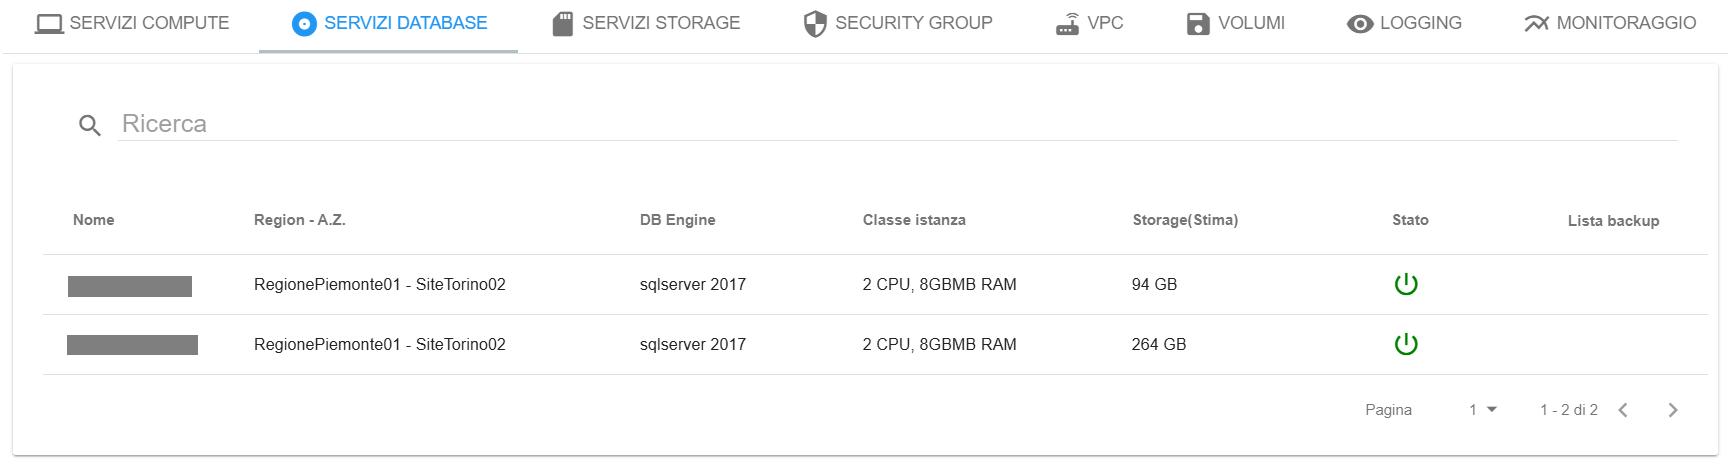 SERVIZI COMPUTE SERVIZI DATABASE SERVIZI STORAGE SECURITY GROUP VPC VOLUMI LOGGING MONITORAGGIO
Ricerca
Nome Region - A.Z. DB Engine Classe istanza Storage(Stima) Stato Lista backup
RegionePiemonte01 - SiteTorino02 sqlserver 2017 2 CPU, 8GBMB RAM 94 GB
RegionePiemonte01 - SiteTorino02 sqlserver 2017 2 CPU, 8GBMB RAM 264 GB
Pagina 1 1 - 2 di 2